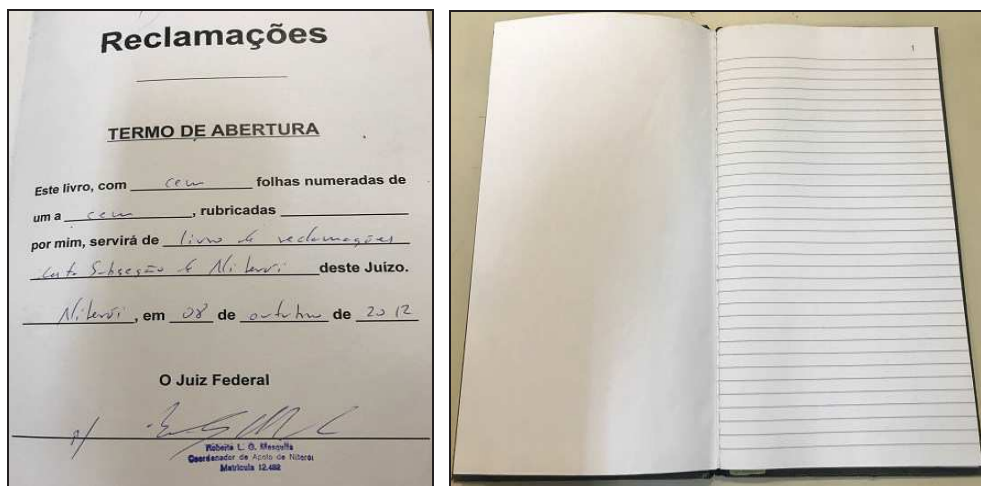 Reclamações
TERMO DE ABERTURA
Este livro, com cem folhas numeradas de
um a cem, rubricadas
por mim, servirá de livro de reclamações
Subseção de Niterói deste Juizo.
Niterói, em 08 de outubro de 2012
O Juiz Federal
p/
L. G. Mesquita
Coordenador de Apoio de Niterói
Matrícula 12.482
1